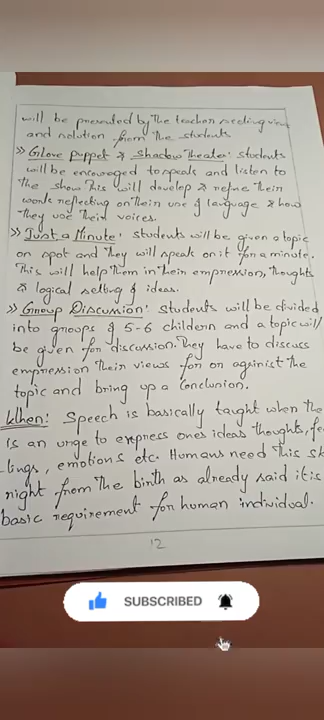 will be presented by the teacher seeking views
and solution from the students
» Glove puppet & Shadow Theater: students
will be encouraged to speak and listen to
the show This will develop & refine their
work reflecting on their use of language & how
they use their voices.
» Just a Minute: students will be given a topic
on spot and they will speak on it for a minute.
This will help them in their empression, thoughts
& logical setting of ideas.
» Group Discussion: Students will be divided
into groups of 5-6 childern and a topic will
be given for discussion. They have to discuss
empression their views for on aginist the
topic and bring up a Conclusion.
When: Speech is basically taught when the
is an urge to express ones ideas thoughts, fe
-lings, emotions etc. Humans need this sk
right from the birth as already said it is
basic requirement for human individual.
12
SUBSCRIBED